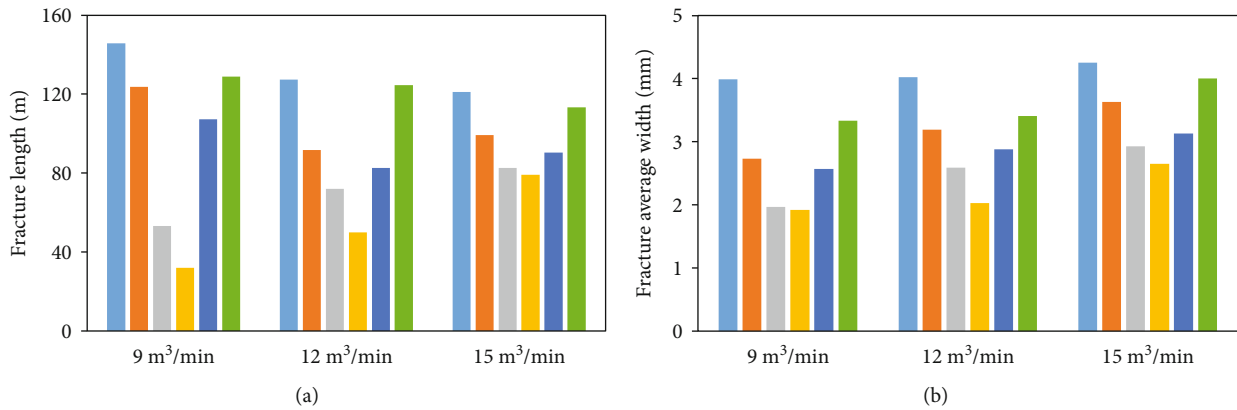 Fracture length (m)
160
120
80
40
0
9 m³/min
12 m³/min
15 m³/min
(a)
Fracture average width (mm)
5
4
3
2
1
0
9 m³/min
12 m³/min
15 m³/min
(b)